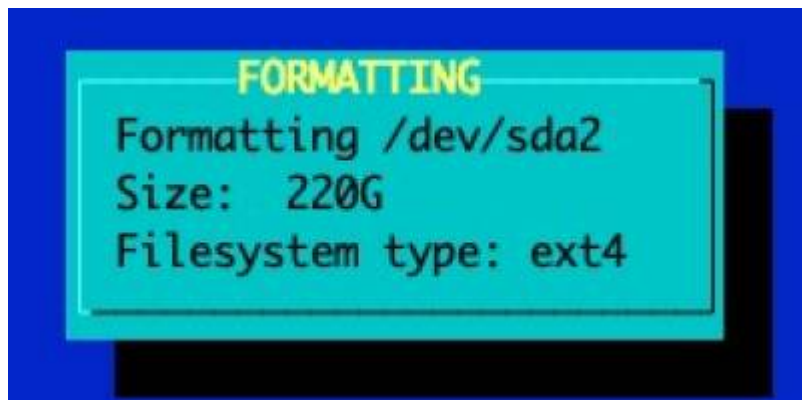 FORMATTING
Formatting /dev/sda2
Size:  220G
Filesystem type: ext4